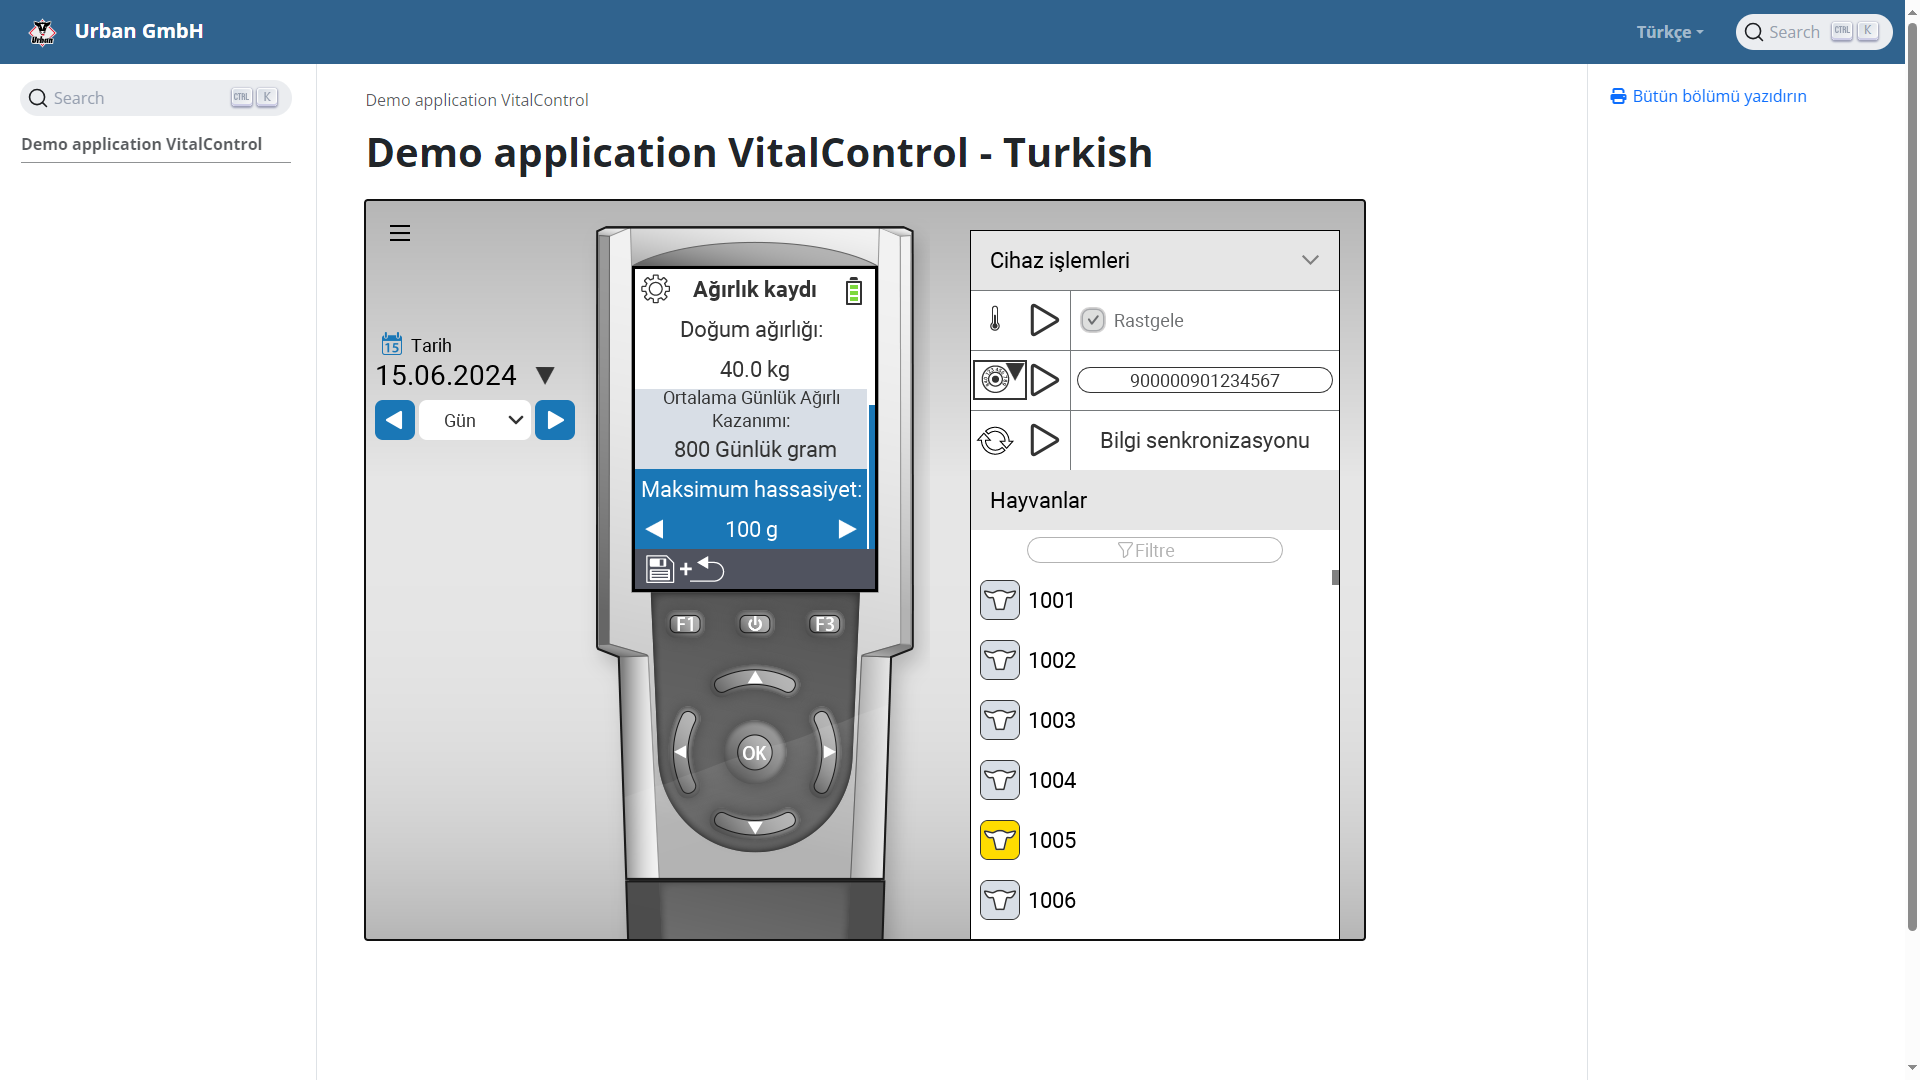 Urban GmbH
Türkçe
Search CTRL K
Search CTRL K
Demo application VitalControl
Demo application VitalControl
Demo application VitalControl - Turkish
Bütün bölümü yazıdırın
15 Tarih
15.06.2024
Gün
Ağırlık kaydı
Doğum ağırlığı:
40.0 kg
Ortalama Günlük Ağırlı
Kazanımı:
800 Günlük gram
Maksimum hassasiyet:
100 g
+
F1
F3
OK
Cihaz işlemleri
Rastgele
900000901234567
Bilgi senkronizasyonu
Hayvanlar
Filtre
1001
1002
1003
1004
1005
1006